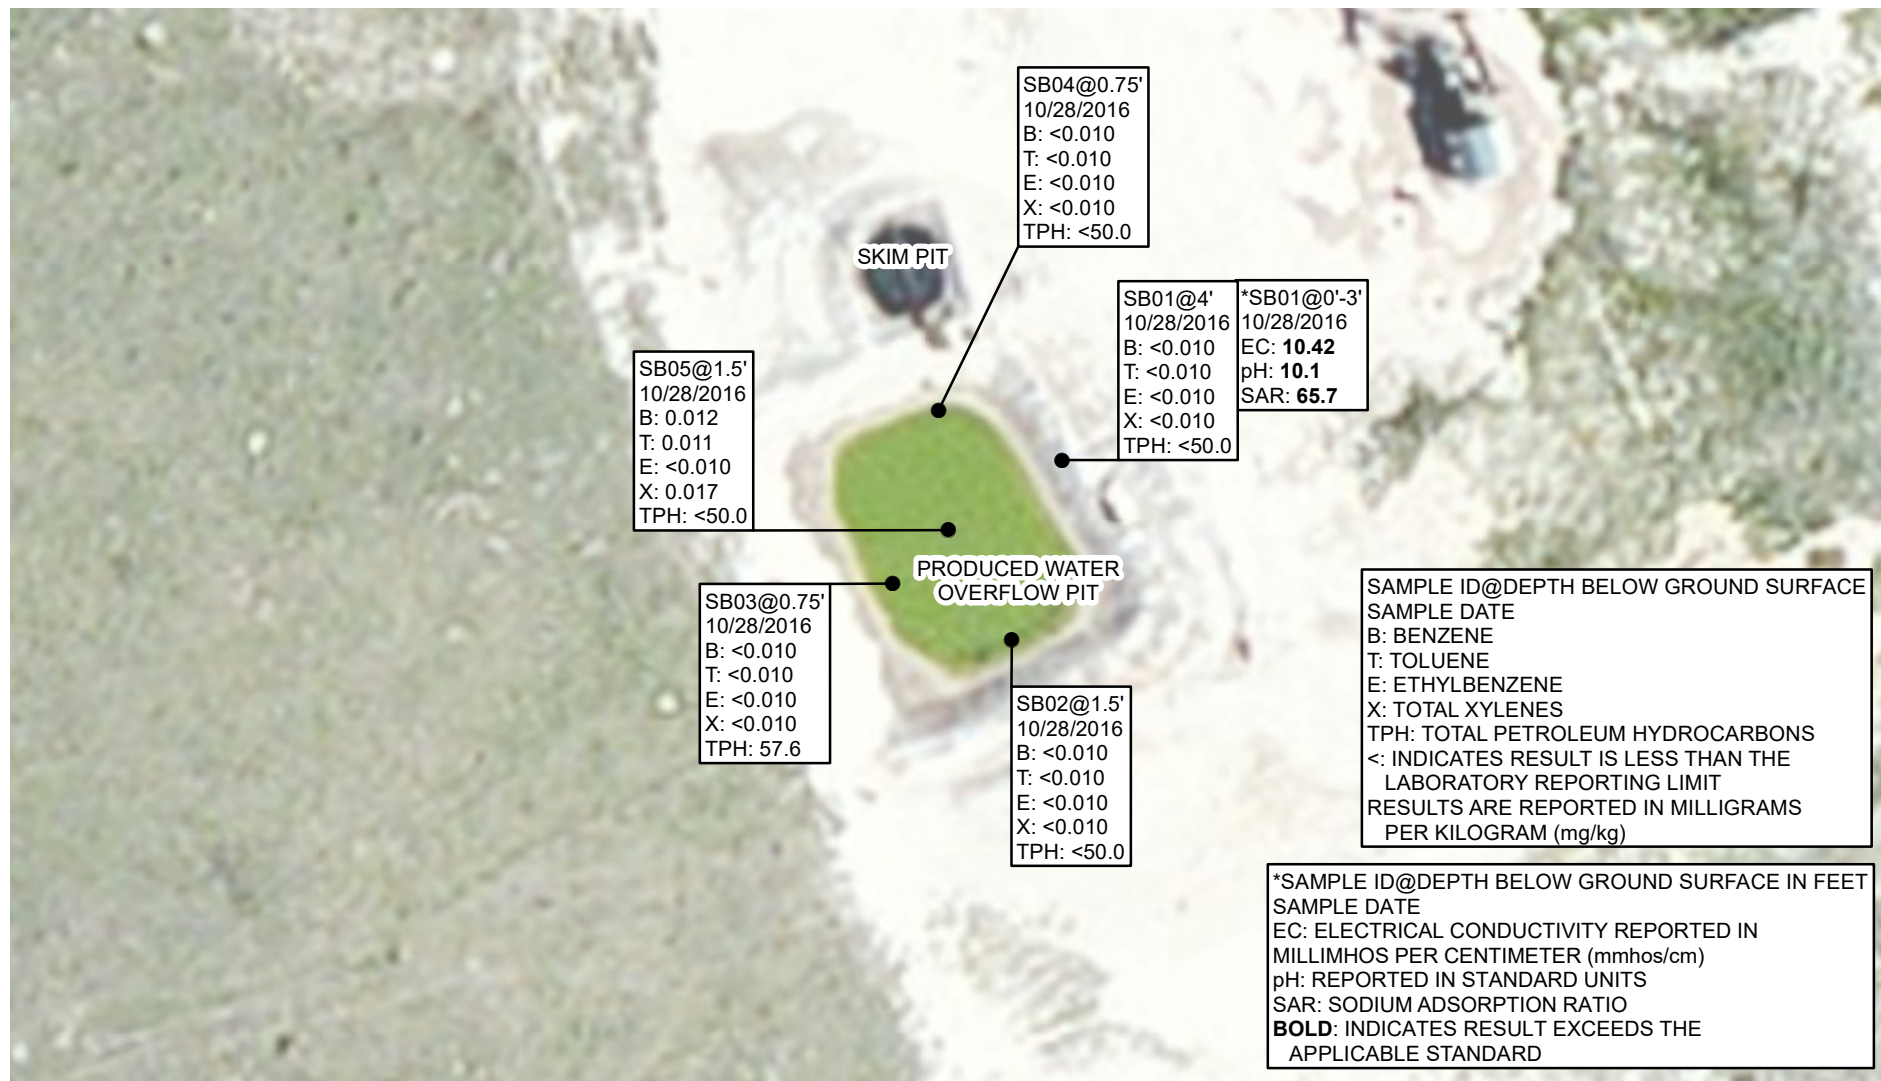 SB04@0.75'
10/28/2016
B: <0.010
T: <0.010
E: <0.010
X: <0.010
TPH: <50.0
SKIM PIT
SB01@4'
10/28/2016
B: <0.010
T: <0.010
E: <0.010
X: <0.010
TPH: <50.0
*SB01@0'-3'
10/28/2016
EC: 10.42
pH: 10.1
SAR: 65.7
SB05@1.5'
10/28/2016
B: 0.012
T: 0.011
E: <0.010
X: 0.017
TPH: <50.0
PRODUCED WATER
OVERFLOW PIT
SB03@0.75'
10/28/2016
B: <0.010
T: <0.010
E: <0.010
X: <0.010
TPH: 57.6
SB02@1.5'
10/28/2016
B: <0.010
T: <0.010
E: <0.010
X: <0.010
TPH: <50.0
SAMPLE ID@DEPTH BELOW GROUND SURFACE
SAMPLE DATE
B: BENZENE
T: TOLUENE
E: ETHYLBENZENE
X: TOTAL XYLENES
TPH: TOTAL PETROLEUM HYDROCARBONS
<: INDICATES RESULT IS LESS THAN THE
LABORATORY REPORTING LIMIT
RESULTS ARE REPORTED IN MILLIGRAMS
PER KILOGRAM (mg/kg)
*SAMPLE ID@DEPTH BELOW GROUND SURFACE IN FEET
SAMPLE DATE
EC: ELECTRICAL CONDUCTIVITY REPORTED IN
MILLIMHOS PER CENTIMETER (mmhos/cm)
pH: REPORTED IN STANDARD UNITS
SAR: SODIUM ADSORPTION RATIO
BOLD: INDICATES RESULT EXCEEDS THE
APPLICABLE STANDARD